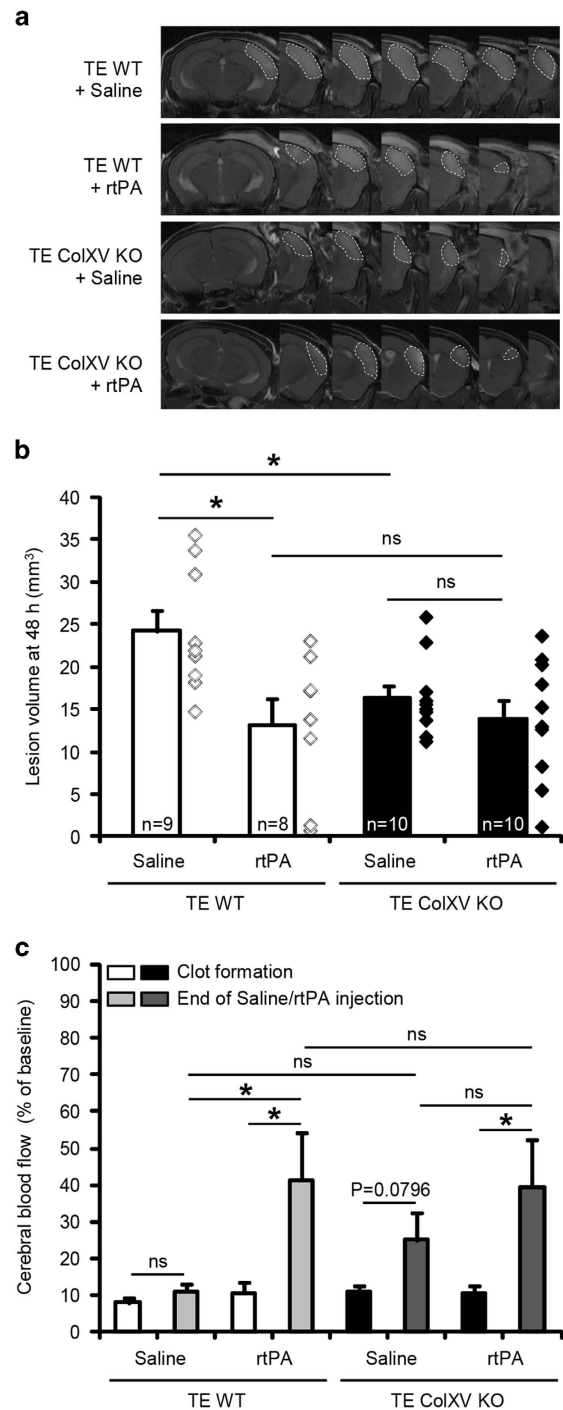 a
TE WT
+ Saline
TE WT
+ rtPA
TE ColXV KO
+ Saline
TE ColXV KO
+ rtPA
b
Lesion volume at 48 h (mm³)
40
35
30
25
20
15
10
5
0
*
*
ns
ns
n=9
n=8
n=10
n=10
Saline
rtPA
Saline
rtPA
TE WT
TE ColXV KO
c
Cerebral blood flow (% of baseline)
100
90
80
70
60
50
40
30
20
10
0
Clot formation
End of Saline/rtPA injection
ns
ns
*
ns
*
*
P=0.0796
ns
Saline
rtPA
Saline
rtPA
TE WT
TE ColXV KO